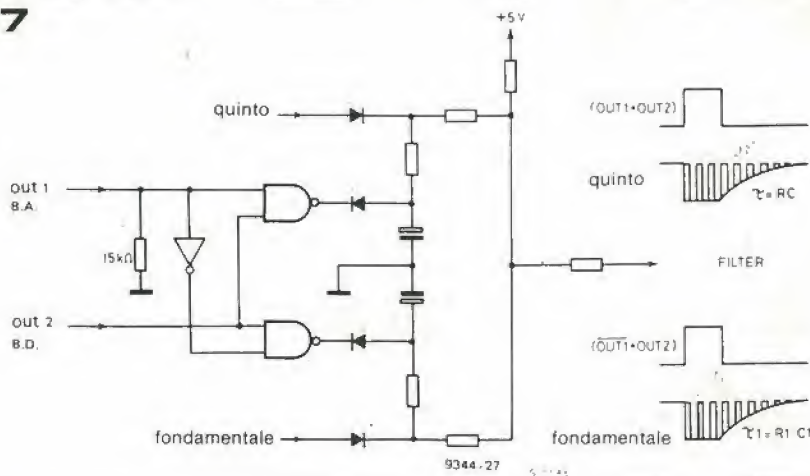 7
+5V
quinto
(OUT1+OUT2)
out 1
B.A.
quinto
τ=RC
15kΩ
FILTER
out 2
B.D.
(O̅U̅T̅1̅+OUT2)
fondamentale
fondamentale
τ1=R1 C1
9344-27